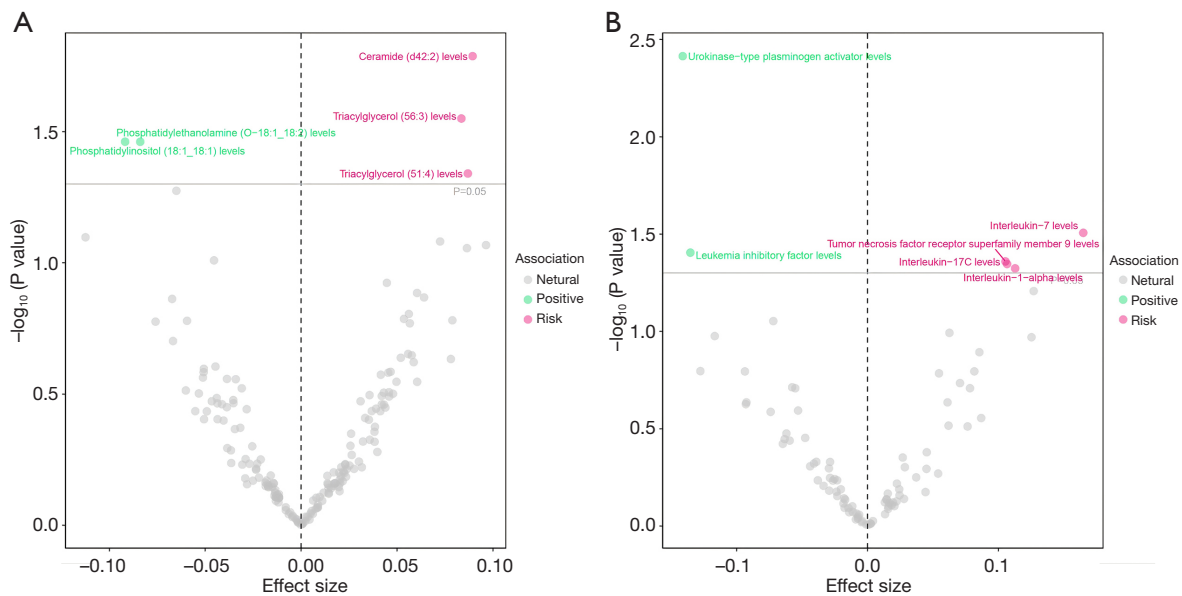 A
Ceramide (d42:2) levels
Triacylglycerol (56:3) levels
Phosphatidylethanolamine (O−18:1_18:2) levels
Phosphatidylinositol (18:1_18:1) levels
Triacylglycerol (51:4) levels
P=0.05
1.5
1.0
0.5
0.0
−log10 (P value)
−0.10
−0.05
0.00
0.05
0.10
Effect size
Association
Netural
Positive
Risk
B
Urokinase−type plasminogen activator levels
Interleukin−7 levels
Tumor necrosis factor receptor superfamily member 9 levels
Leukemia inhibitory factor levels
Interleukin−17C levels
Interleukin−1−alpha levels
2.5
2.0
1.5
1.0
0.5
0.0
−log10 (P value)
−0.1
0.0
0.1
Effect size
Association
Netural
Positive
Risk